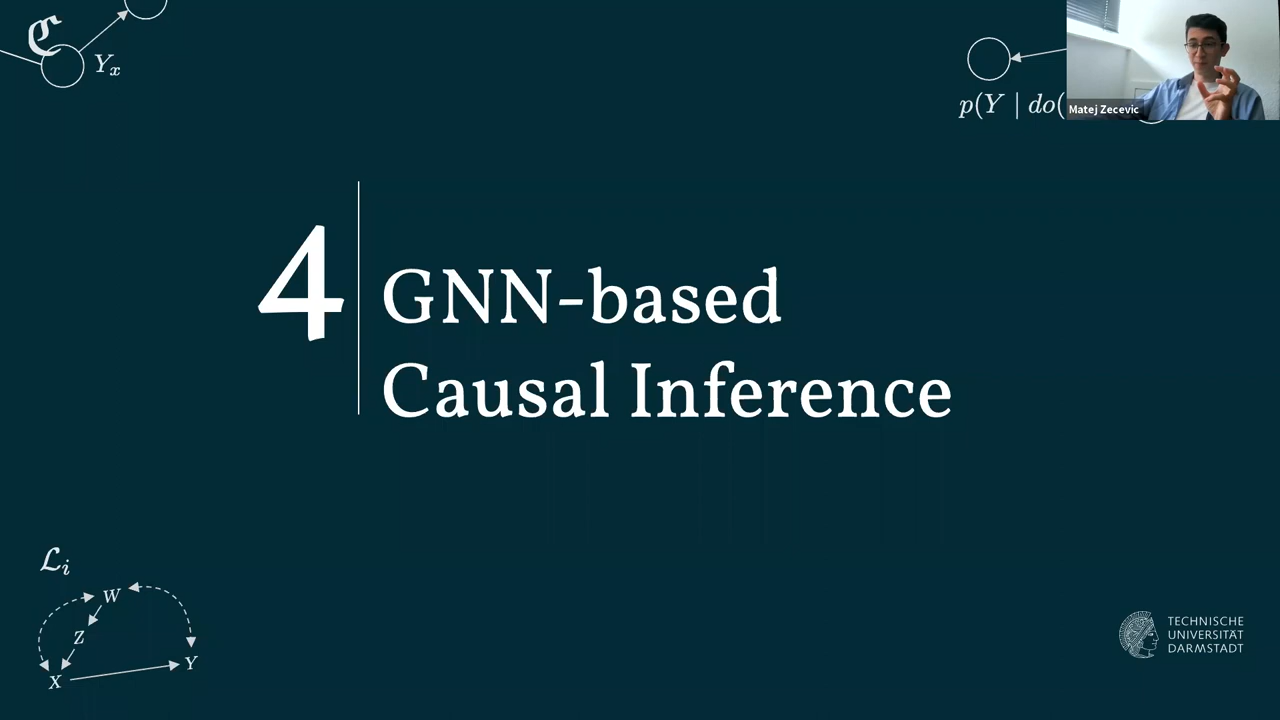 ℭ
Yₓ
p(Y | do(
Matej Zecevic
4
GNN-based
Causal Inference
ℒᵢ
W
Z
X
Y
TECHNISCHE
UNIVERSITÄT
DARMSTADT